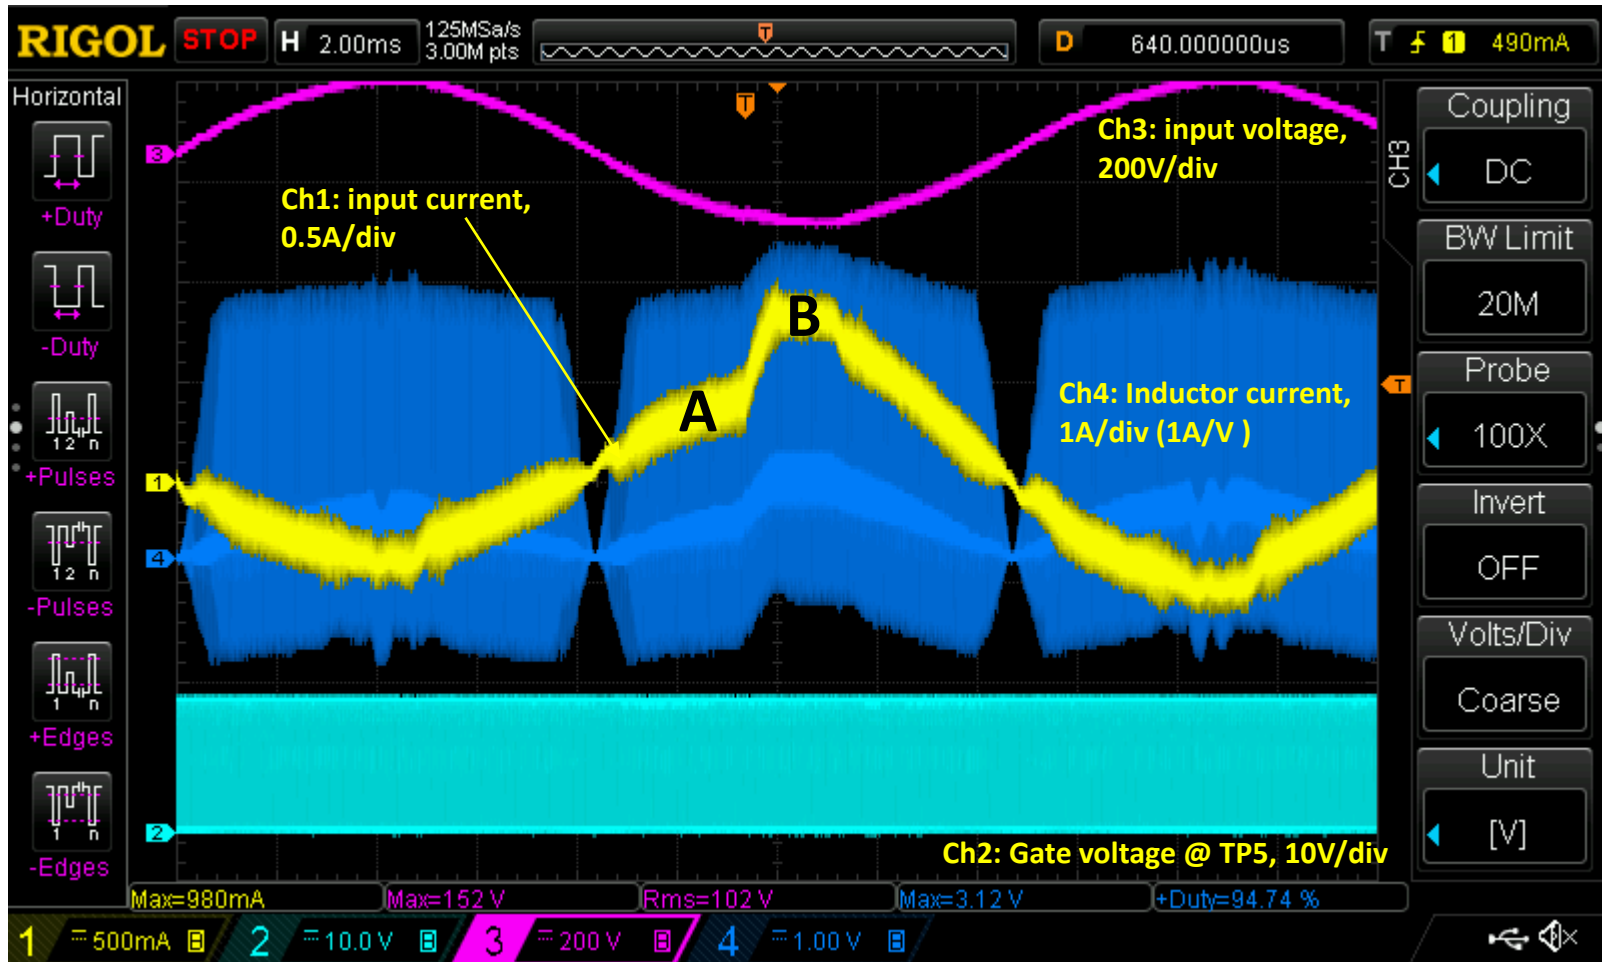 RIGOL STOP H 2.00ms 125MSa/s D 640.000000us T 1 490mA
3.00M pts
T
Horizontal
+Duty
-Duty
1 2 n
+Pulses
1 2 n
-Pulses
1 n
+Edges
1 n
-Edges
T
3
1
4
2
Ch1: input current,
0.5A/div
Ch3: input voltage,
200V/div
A
B
T
Ch4: Inductor current,
1A/div (1A/V )
Ch2: Gate voltage @ TP5, 10V/div
CH3
Coupling
DC
BW Limit
20M
Probe
100X
Invert
OFF
Volts/Div
Coarse
Unit
[V]
Max=980mA Max=152 V Rms=102 V Max=3.12 V +Duty=94.74 %
1 500mA B 2 10.0 V B 3 200 V B 4 1.00 V B